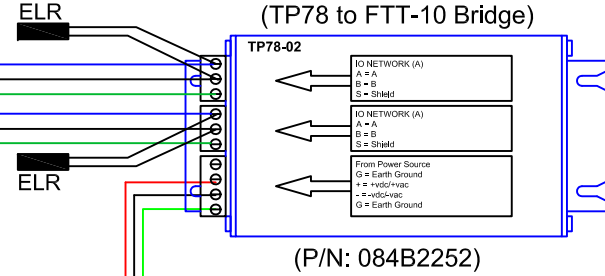 ELR
(TP78 to FTT-10 Bridge)
TP78-02
IO NETWORK (A)
A = A
B = B
S = Shield
IO NETWORK (A)
A = A
B = B
S = Shield
From Power Source
G = Earth Ground
+ = +vdc/+vac
- = -vdc/-vac
G = Earth Ground
ELR
(P/N: 084B2252)